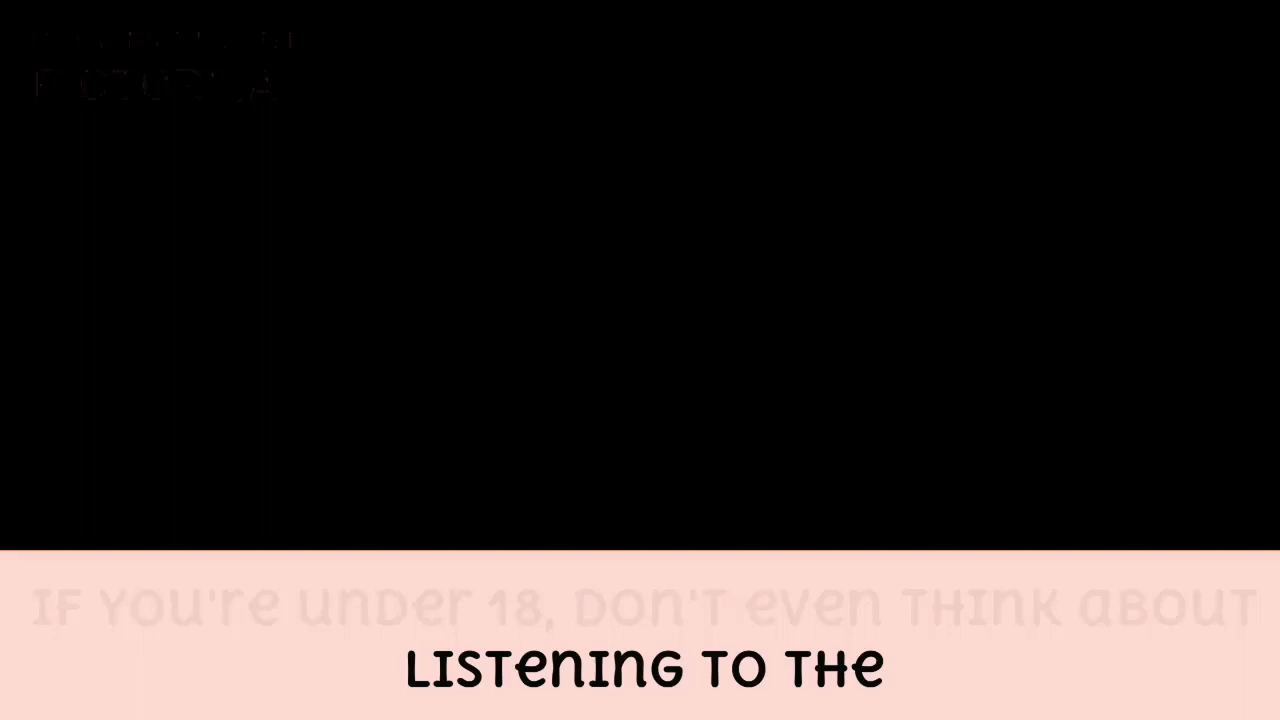 IF YOU'RE UNDER 18, DON'T EVEN THINK ABOUT
LISTENING TO THE